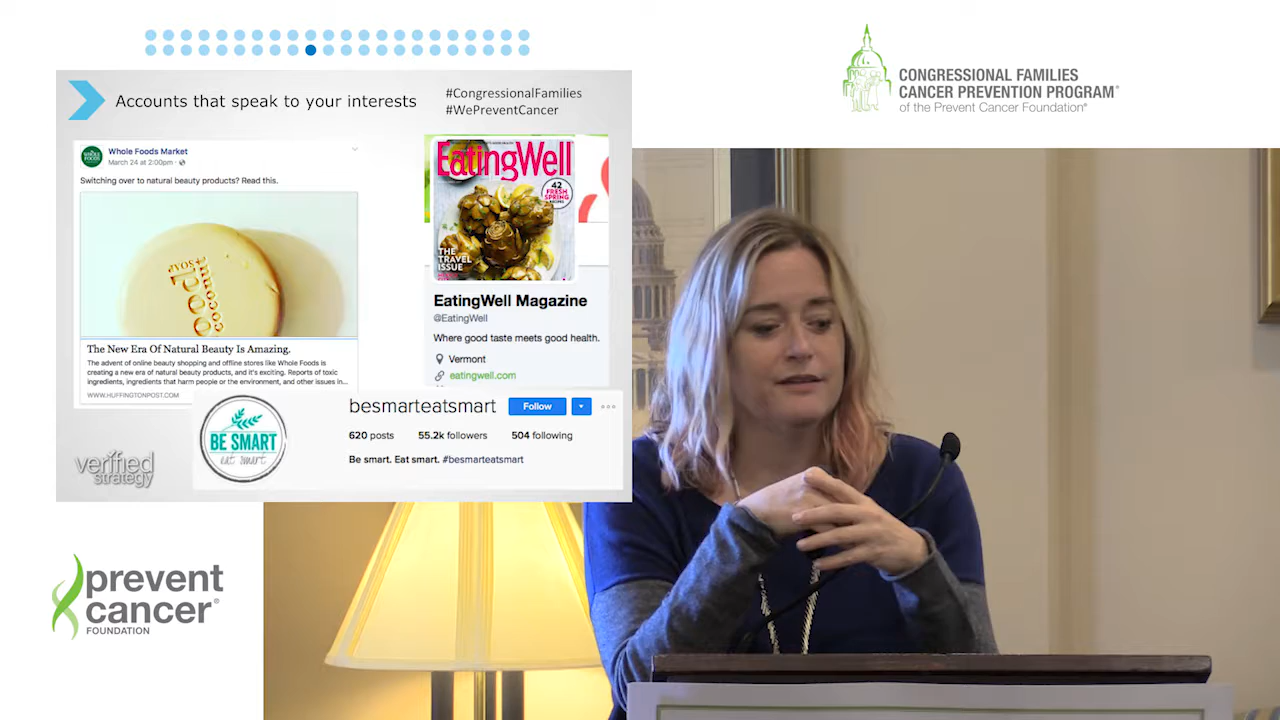 CONGRESSIONAL FAMILIES
CANCER PREVENTION PROGRAM®
of the Prevent Cancer Foundation®
Accounts that speak to your interests
#CongressionalFamilies
#WePreventCancer
Whole Foods Market
March 24 at 2:00pm
Switching over to natural beauty products? Read this.
WHOLE
FOODS
food
SOAP
coconut
The New Era Of Natural Beauty Is Amazing.
The advent of online beauty shopping and offline stores like Whole Foods is
creating a new era of natural beauty products, and it's exciting. Reports of toxic
ingredients, ingredients that harm people or the environment, and other issues in...
WWW.HUFFINGTONPOST.COM
EatingWell
42
FRESH
SPRING
RECIPES
THE
TRAVEL
ISSUE
EatingWell Magazine
@EatingWell
Where good taste meets good health.
Vermont
eatingwell.com
BE SMART
eat smart
besmarteatsmart
Follow
620 posts 55.2k followers 504 following
Be smart. Eat smart. #besmarteatsmart
verified
strategy
prevent
cancer®
FOUNDATION